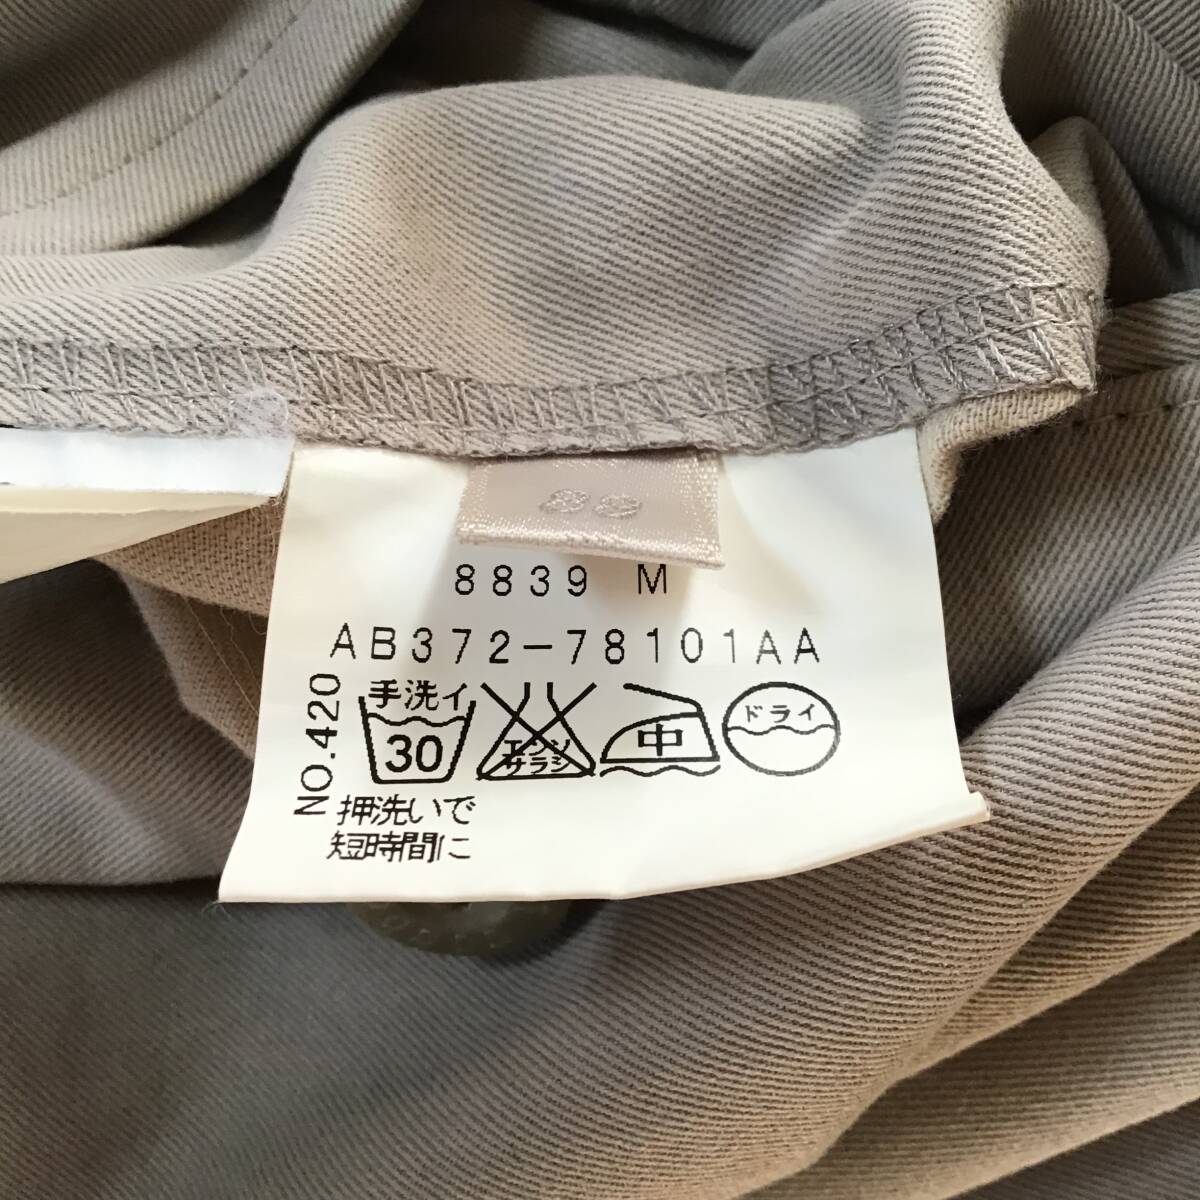 8839 M
AB372-78101AA
NO.420
手洗イ
30
エンソ
サラシ
中
ドライ
押洗いで
短時間に